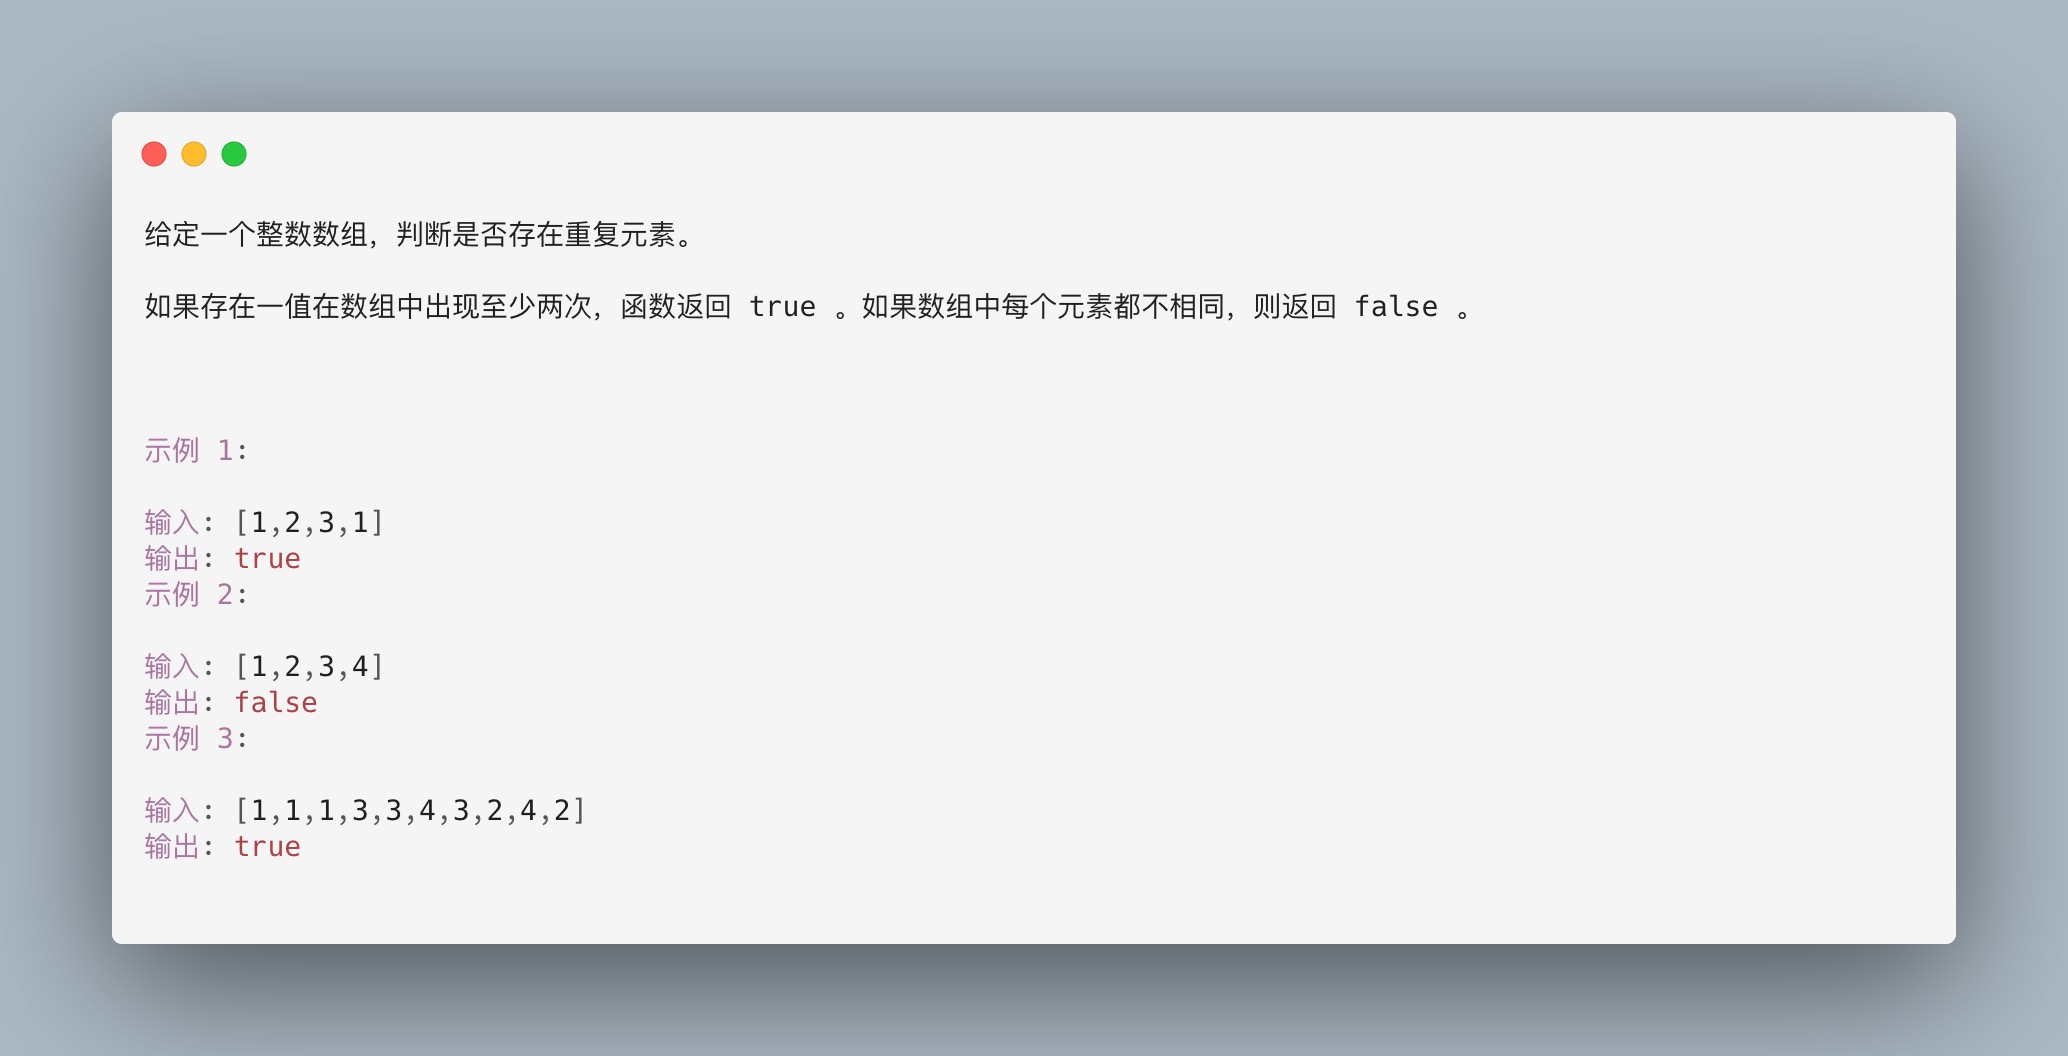 给定一个整数数组，判断是否存在重复元素。
如果存在一值在数组中出现至少两次，函数返回 true 。如果数组中每个元素都不相同，则返回 false 。
示例 1:
输入: [1,2,3,1]
输出: true
示例 2:
输入: [1,2,3,4]
输出: false
示例 3:
输入: [1,1,1,3,3,4,3,2,4,2]
输出: true